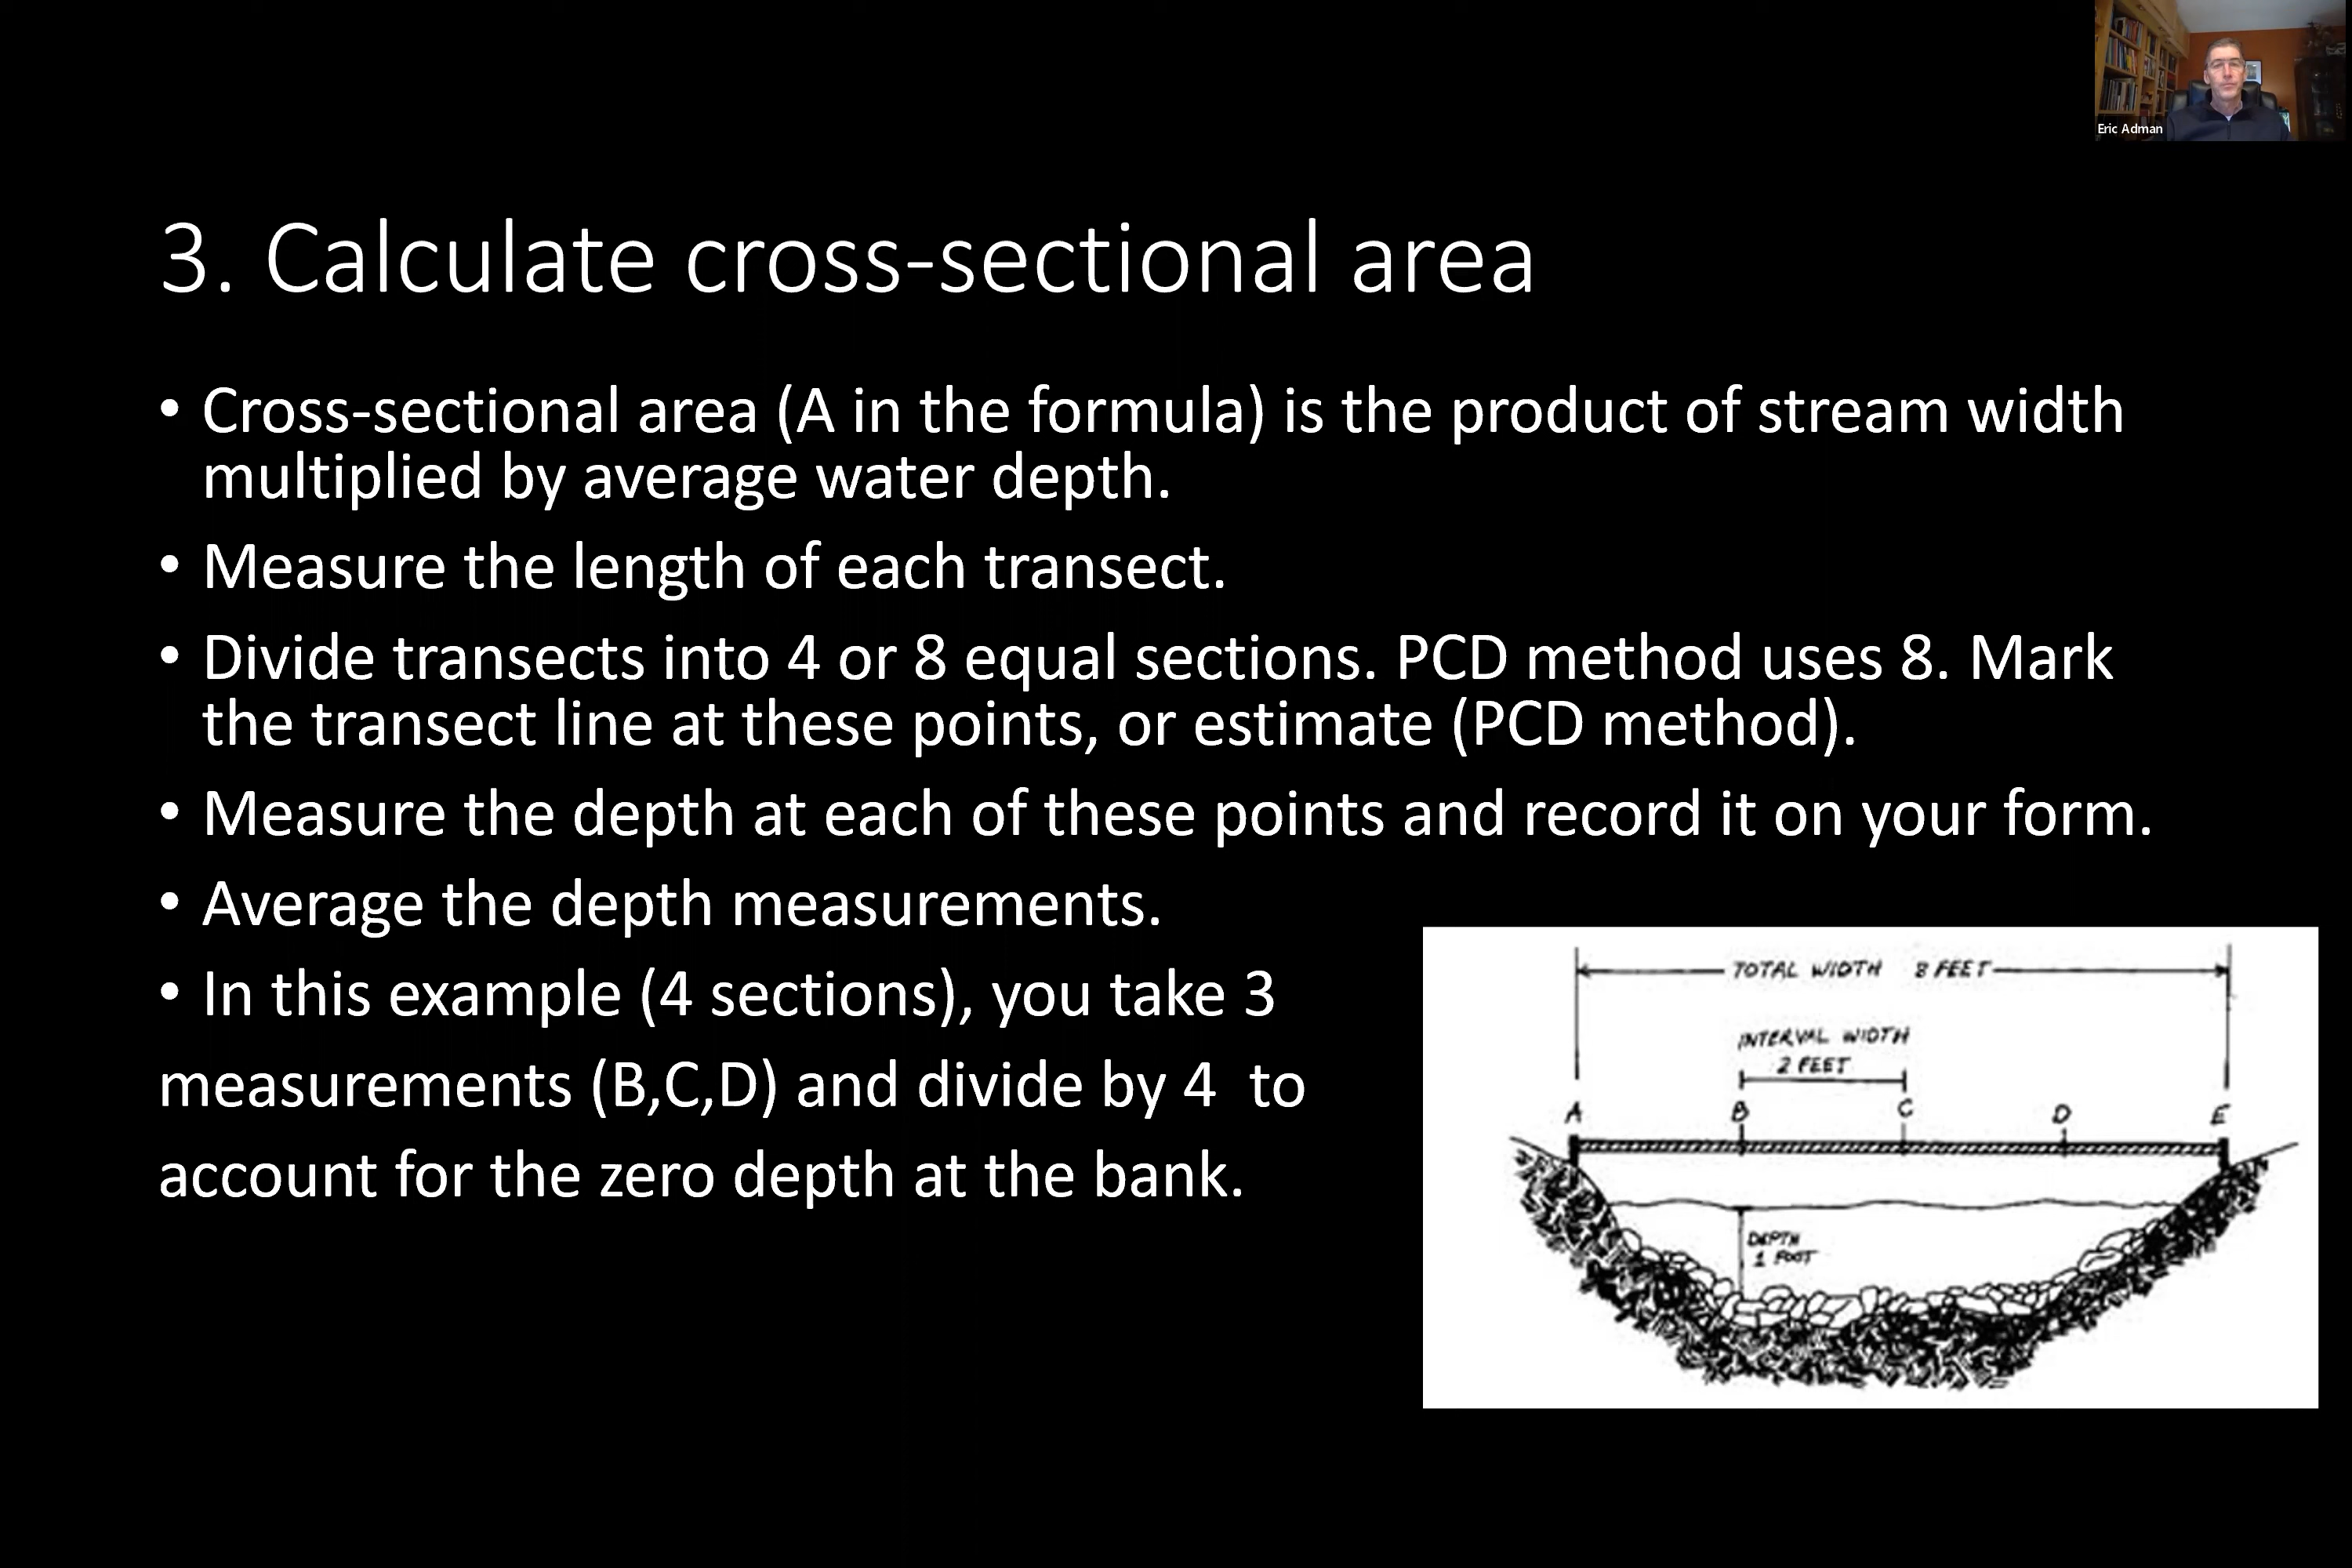 Eric Adman
3. Calculate cross-sectional area
• Cross-sectional area (A in the formula) is the product of stream width
multiplied by average water depth.
• Measure the length of each transect.
• Divide transects into 4 or 8 equal sections. PCD method uses 8. Mark
the transect line at these points, or estimate (PCD method).
• Measure the depth at each of these points and record it on your form.
• Average the depth measurements.
• In this example (4 sections), you take 3
measurements (B,C,D) and divide by 4 to
account for the zero depth at the bank.
TOTAL WIDTH 8 FEET
INTERVAL WIDTH
2 FEET
A B C D E
DEPTH
1 FOOT